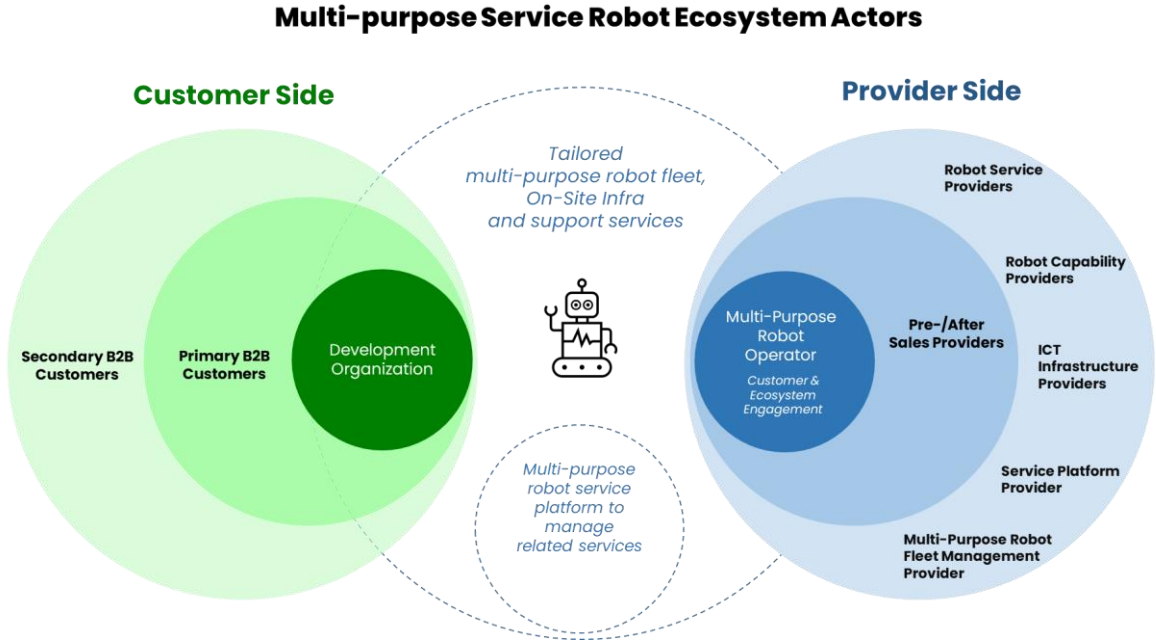 Multi-purpose Service Robot Ecosystem Actors
Customer Side
Provider Side
Tailored
multi-purpose robot fleet,
On-Site Infra
and support services
Secondary B2B
Customers
Primary B2B
Customers
Development
Organization
Multi-purpose
robot service
platform to
manage
related services
Multi-Purpose
Robot
Operator
Customer &
Ecosystem
Engagement
Pre-/After
Sales Providers
Robot Service
Providers
Robot Capability
Providers
ICT
Infrastructure
Providers
Service Platform
Provider
Multi-Purpose Robot
Fleet Management
Provider